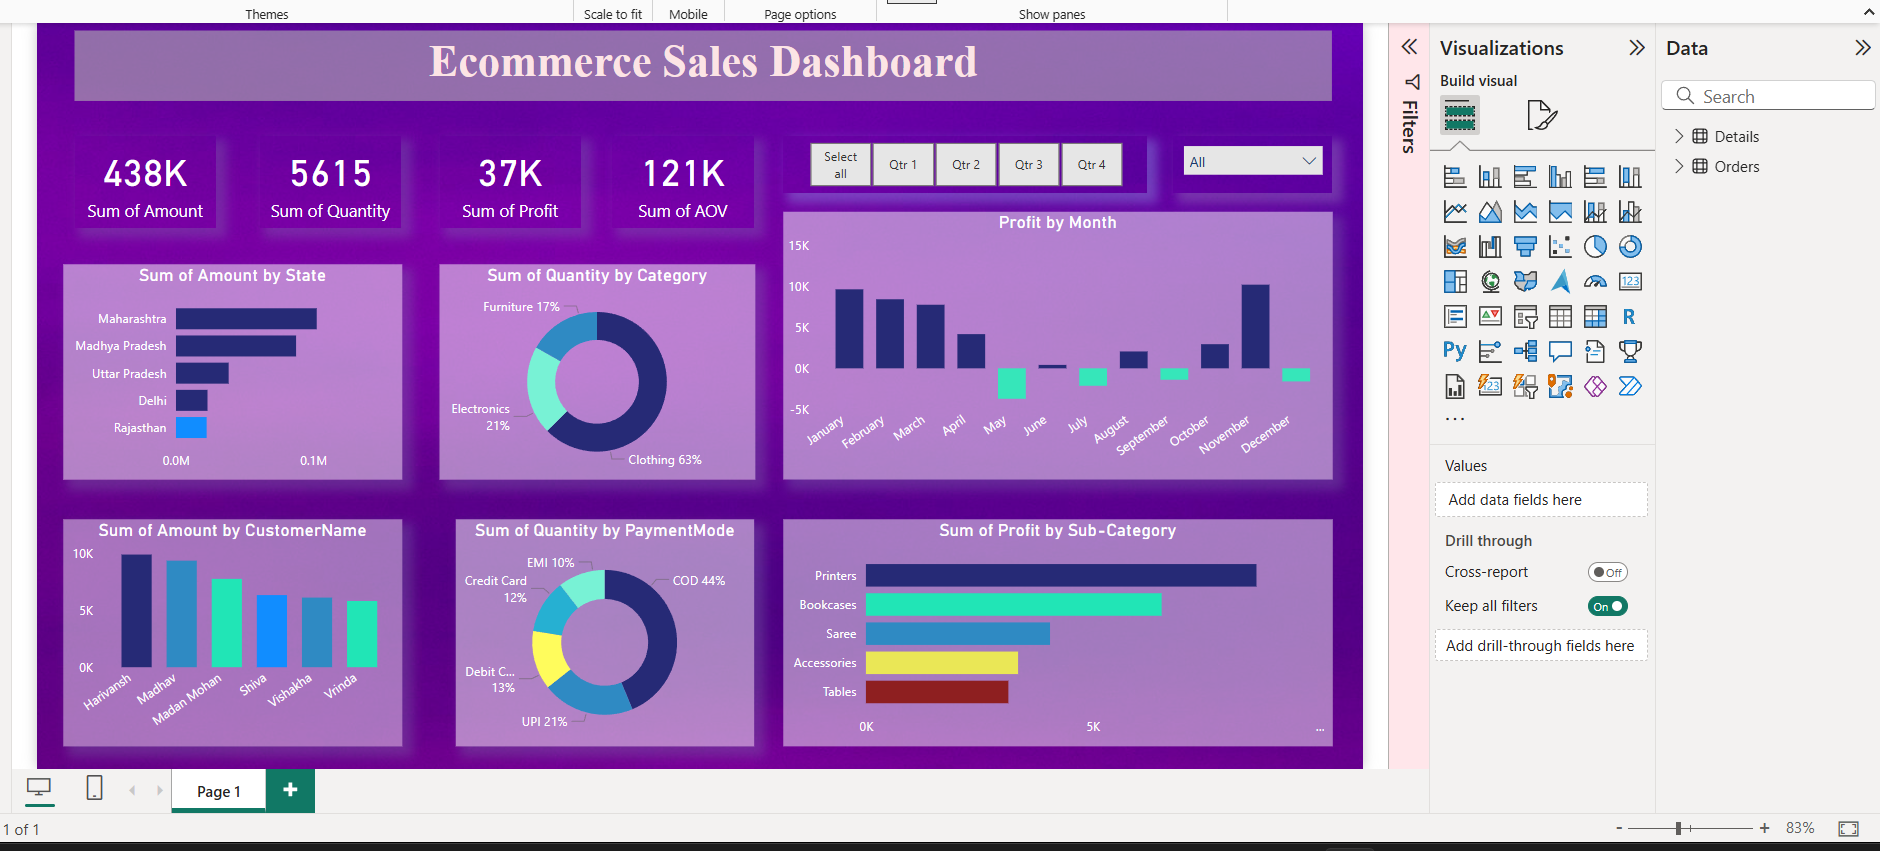 Themes
Scale to fit
Mobile
Page options
Show panes
Ecommerce Sales Dashboard
438K
Sum of Amount
5615
Sum of Quantity
37K
Sum of Profit
121K
Sum of AOV
Select
all
Qtr 1
Qtr 2
Qtr 3
Qtr 4
All
Sum of Amount by State
Maharashtra
Madhya Pradesh
Uttar Pradesh
Delhi
Rajasthan
0.0M
0.1M
Sum of Quantity by Category
Furniture 17%
Electronics
21%
Clothing 63%
Profit by Month
15K
10K
5K
0K
-5K
January
February
March
April
May
June
July
August
September
October
November
December
Sum of Amount by CustomerName
10K
5K
0K
Harivansh
Madhav
Madan Mohan
Shiva
Vishakha
Vrinda
Sum of Quantity by PaymentMode
EMI 10%
Credit Card
12%
COD 44%
Debit C...
13%
UPI 21%
Sum of Profit by Sub-Category
Printers
Bookcases
Saree
Accessories
Tables
0K
5K
...
Filters
Visualizations
Build visual
123
R
Py
123
...
Values
Add data fields here
Drill through
Cross-report
Off
Keep all filters
On
Add drill-through fields here
Data
Search
Details
Orders
Page 1
+
1 of 1
- + 83%